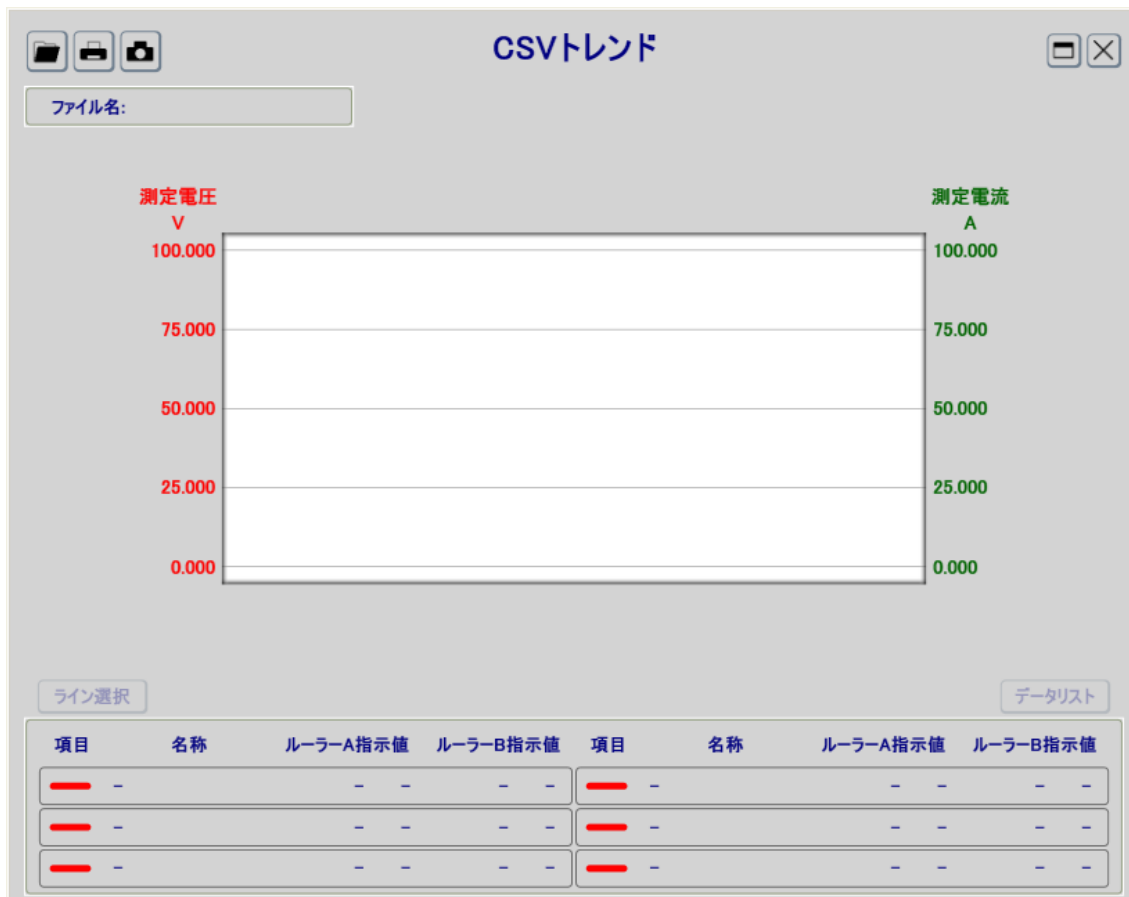 CSVトレンド
ファイル名:
測定電圧 測定電流
V A
100.000 100.000
75.000 75.000
50.000 50.000
25.000 25.000
0.000 0.000
ライン選択 データリスト
項目 名称 ルーラーA指示値 ルーラーB指示値 項目 名称 ルーラーA指示値 ルーラーB指示値
- - - - - - - - - -
- - - - - - - - - -
- - - - - - - - - -